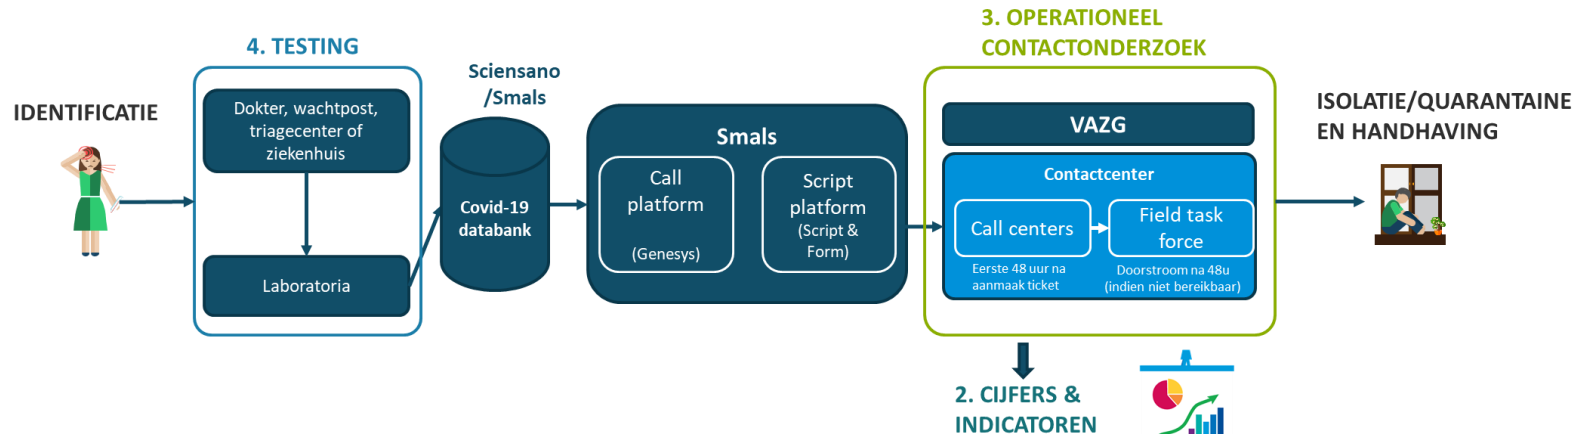 IDENTIFICATIE
4. TESTING
Dokter, wachtpost,
triagecenter of
ziekenhuis
Laboratoria
Sciensano
/Smals
Covid-19
databank
Smals
Call
platform
(Genesys)
Script
platform
(Script &
Form)
3. OPERATIONEEL
CONTACTONDERZOEK
VAZG
Contactcenter
Call centers
Eerste 48 uur na
aanmaak ticket
Field task
force
Doorstroom na 48u
(indien niet bereikbaar)
2. CIJFERS &
INDICATOREN
ISOLATIE/QUARANTAINE
EN HANDHAVING